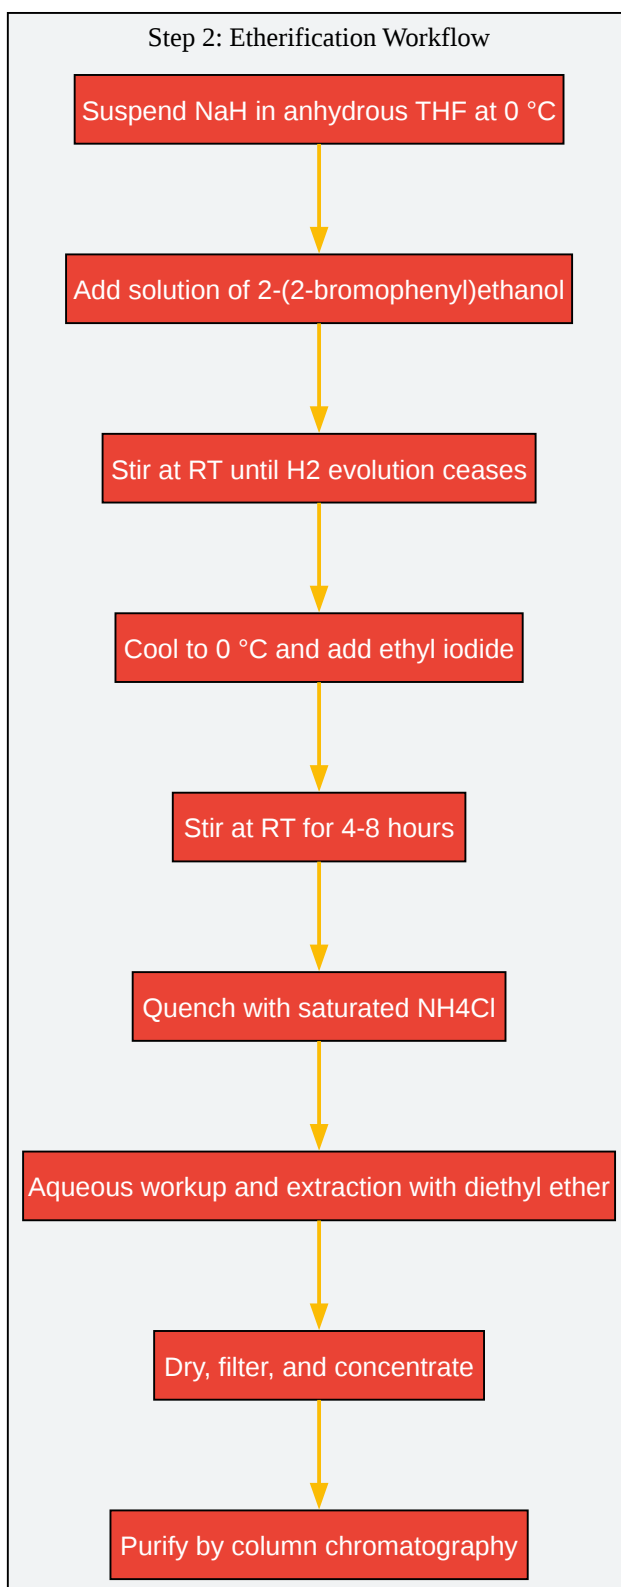 Step 2: Etherification Workflow
Suspend NaH in anhydrous THF at 0 °C
Add solution of 2-(2-bromophenyl)ethanol
Stir at RT until H2 evolution ceases
Cool to 0 °C and add ethyl iodide
Stir at RT for 4-8 hours
Quench with saturated NH4Cl
Aqueous workup and extraction with diethyl ether
Dry, filter, and concentrate
Purify by column chromatography